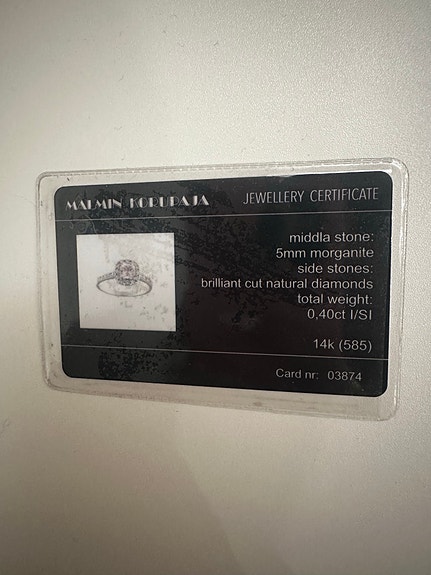 MALMIN KORUPAJA
JEWELLERY CERTIFICATE
middla stone:
5mm morganite
side stones:
brilliant cut natural diamonds
total weight:
0,40ct I/SI
14k (585)
Card nr: 03874